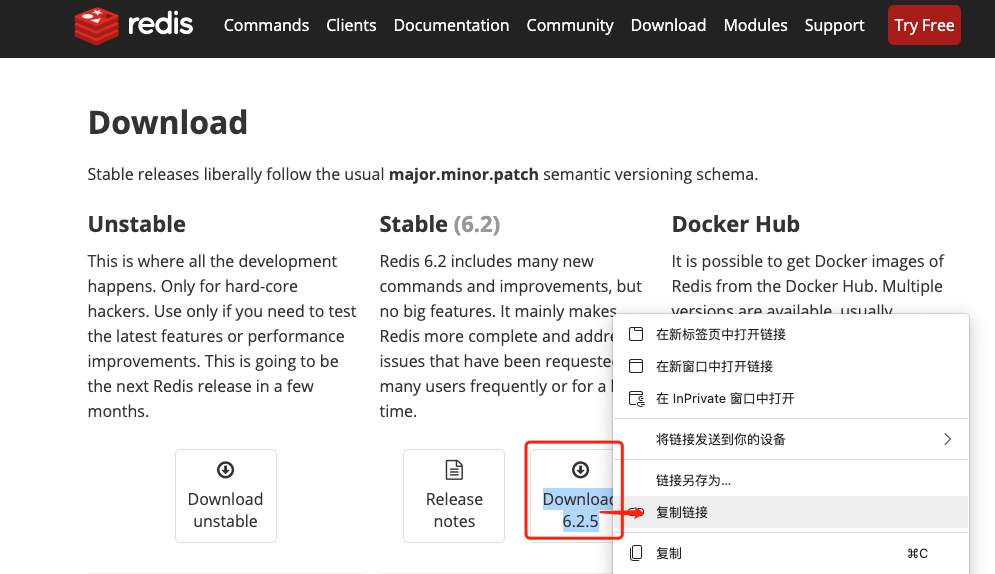 redis Commands Clients Documentation Community Download Modules Support Try Free
Download
Stable releases liberally follow the usual major.minor.patch semantic versioning schema.
Unstable
This is where all the development
happens. Only for hard-core
hackers. Use only if you need to test
the latest features or performance
improvements. This is going to be
the next Redis release in a few
months.
Download
unstable
Stable (6.2)
Redis 6.2 includes many new
commands and improvements, but
no big features. It mainly makes
Redis more complete and addre
issues that have been requested
many users frequently or for a l
time.
Release
notes
Download
6.2.5
Docker Hub
It is possible to get Docker images of
Redis from the Docker Hub. Multiple
versions are available, usually
在新标签页中打开链接
在新窗口中打开链接
在 InPrivate 窗口中打开
将链接发送到你的设备
链接另存为...
复制链接
复制 ⌘C